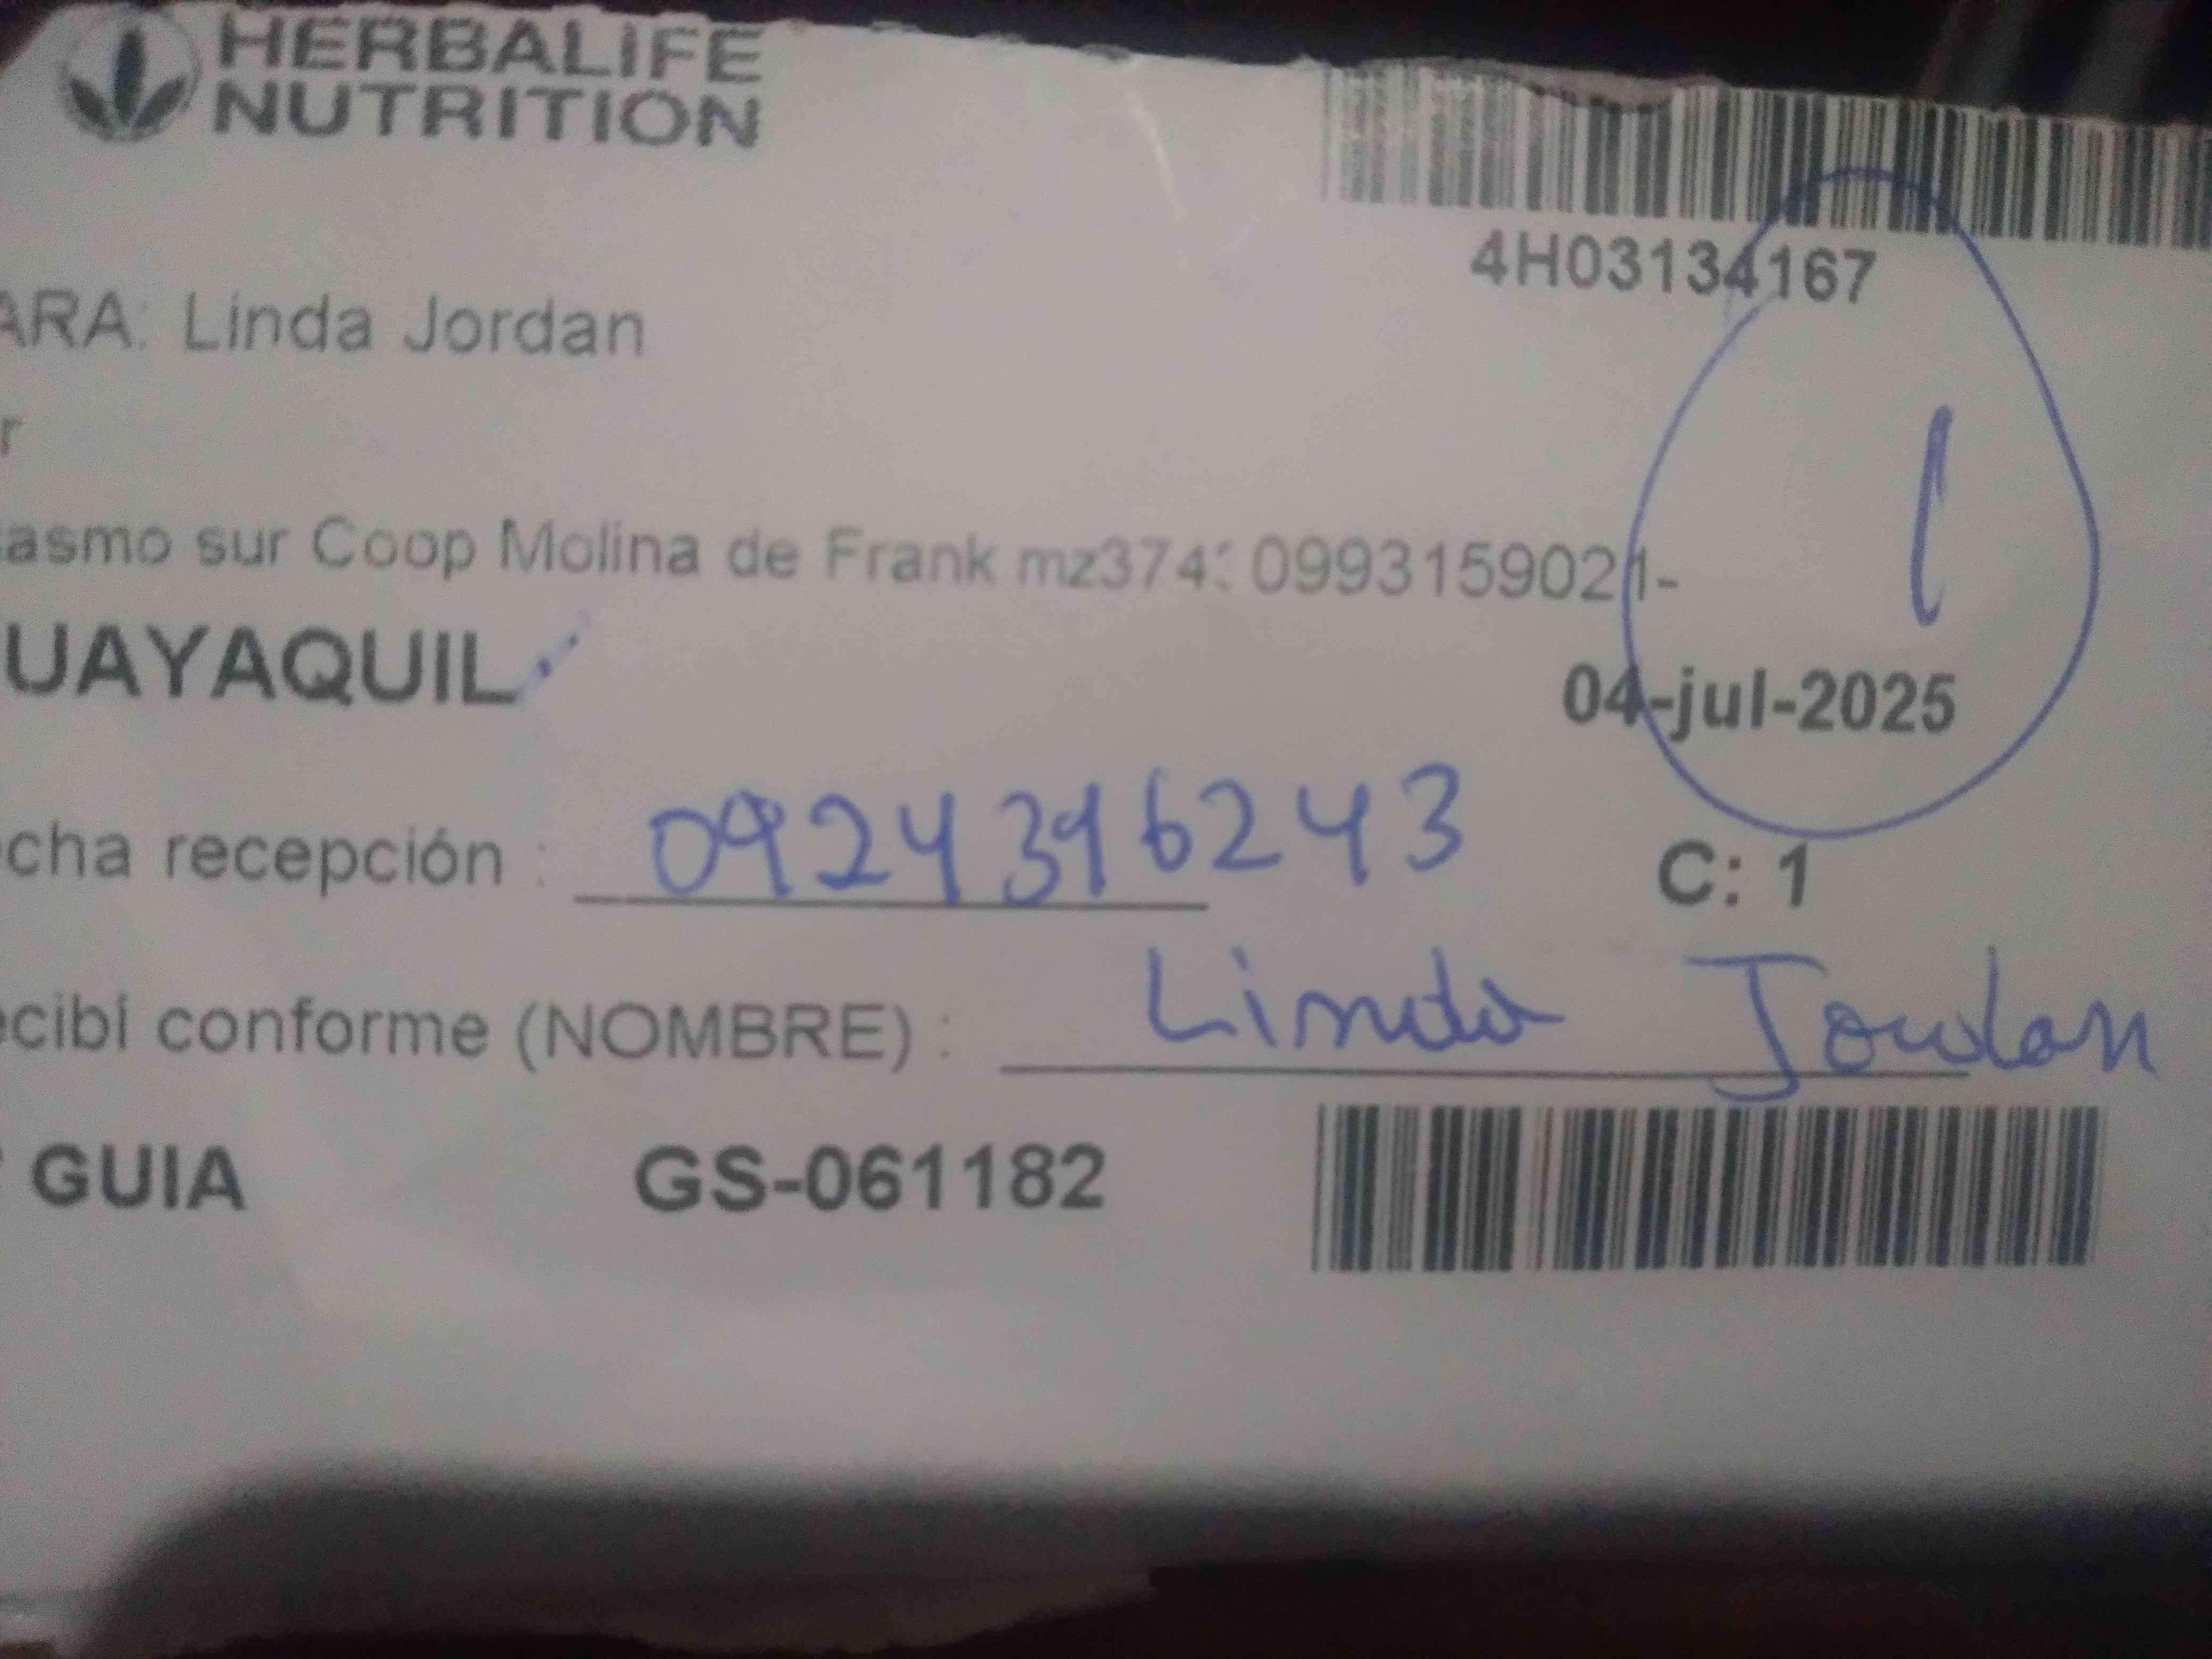 HERBALIFE
NUTRITION
4H03134167
ARA: Linda Jordan
r
asmo sur Coop Molina de Frank mz374: 0993159021-
1
UAYAQUIL
04-jul-2025
cha recepción : 0924316243
C: 1
ecibí conforme (NOMBRE) : Linda Jordan
GUIA GS-061182